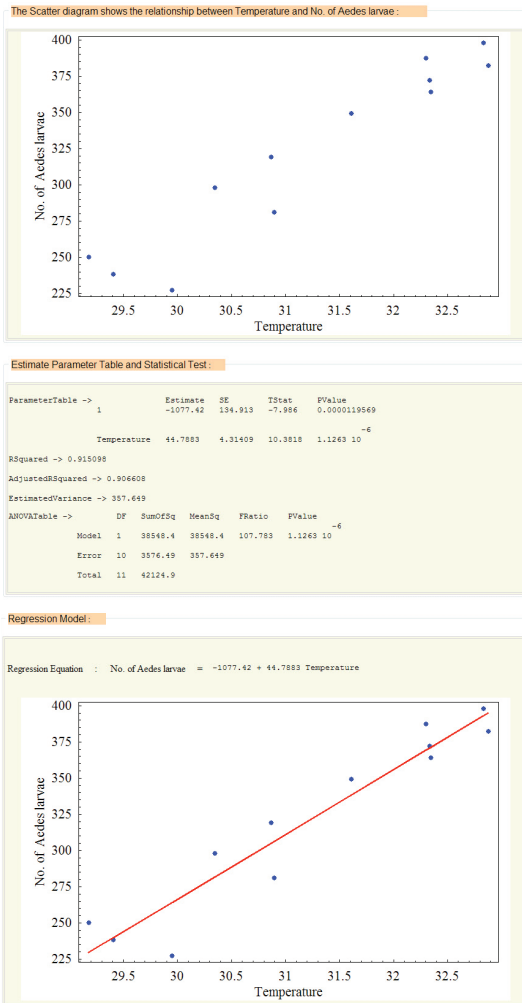 The Scatter diagram shows the relationship between Temperature and No. of Aedes larvae :
400
375
350
325
300
275
250
225
No. of Aedes larvae
29.5 30 30.5 31 31.5 32 32.5
Temperature
Estimate Parameter Table and Statistical Test :
ParameterTable -> Estimate SE TStat PValue
1 -1077.42 134.913 -7.986 0.0000119569
-6
Temperature 44.7883 4.31409 10.3818 1.1263 10
RSquared -> 0.915098
AdjustedRSquared -> 0.906608
EstimatedVariance -> 357.649
ANOVATable -> DF SumOfSq MeanSq FRatio PValue
-6
Model 1 38548.4 38548.4 107.783 1.1263 10
Error 10 3576.49 357.649
Total 11 42124.9
Regression Model :
Regression Equation : No. of Aedes larvae = -1077.42 + 44.7883 Temperature
400
375
350
325
300
275
250
225
No. of Aedes larvae
29.5 30 30.5 31 31.5 32 32.5
Temperature